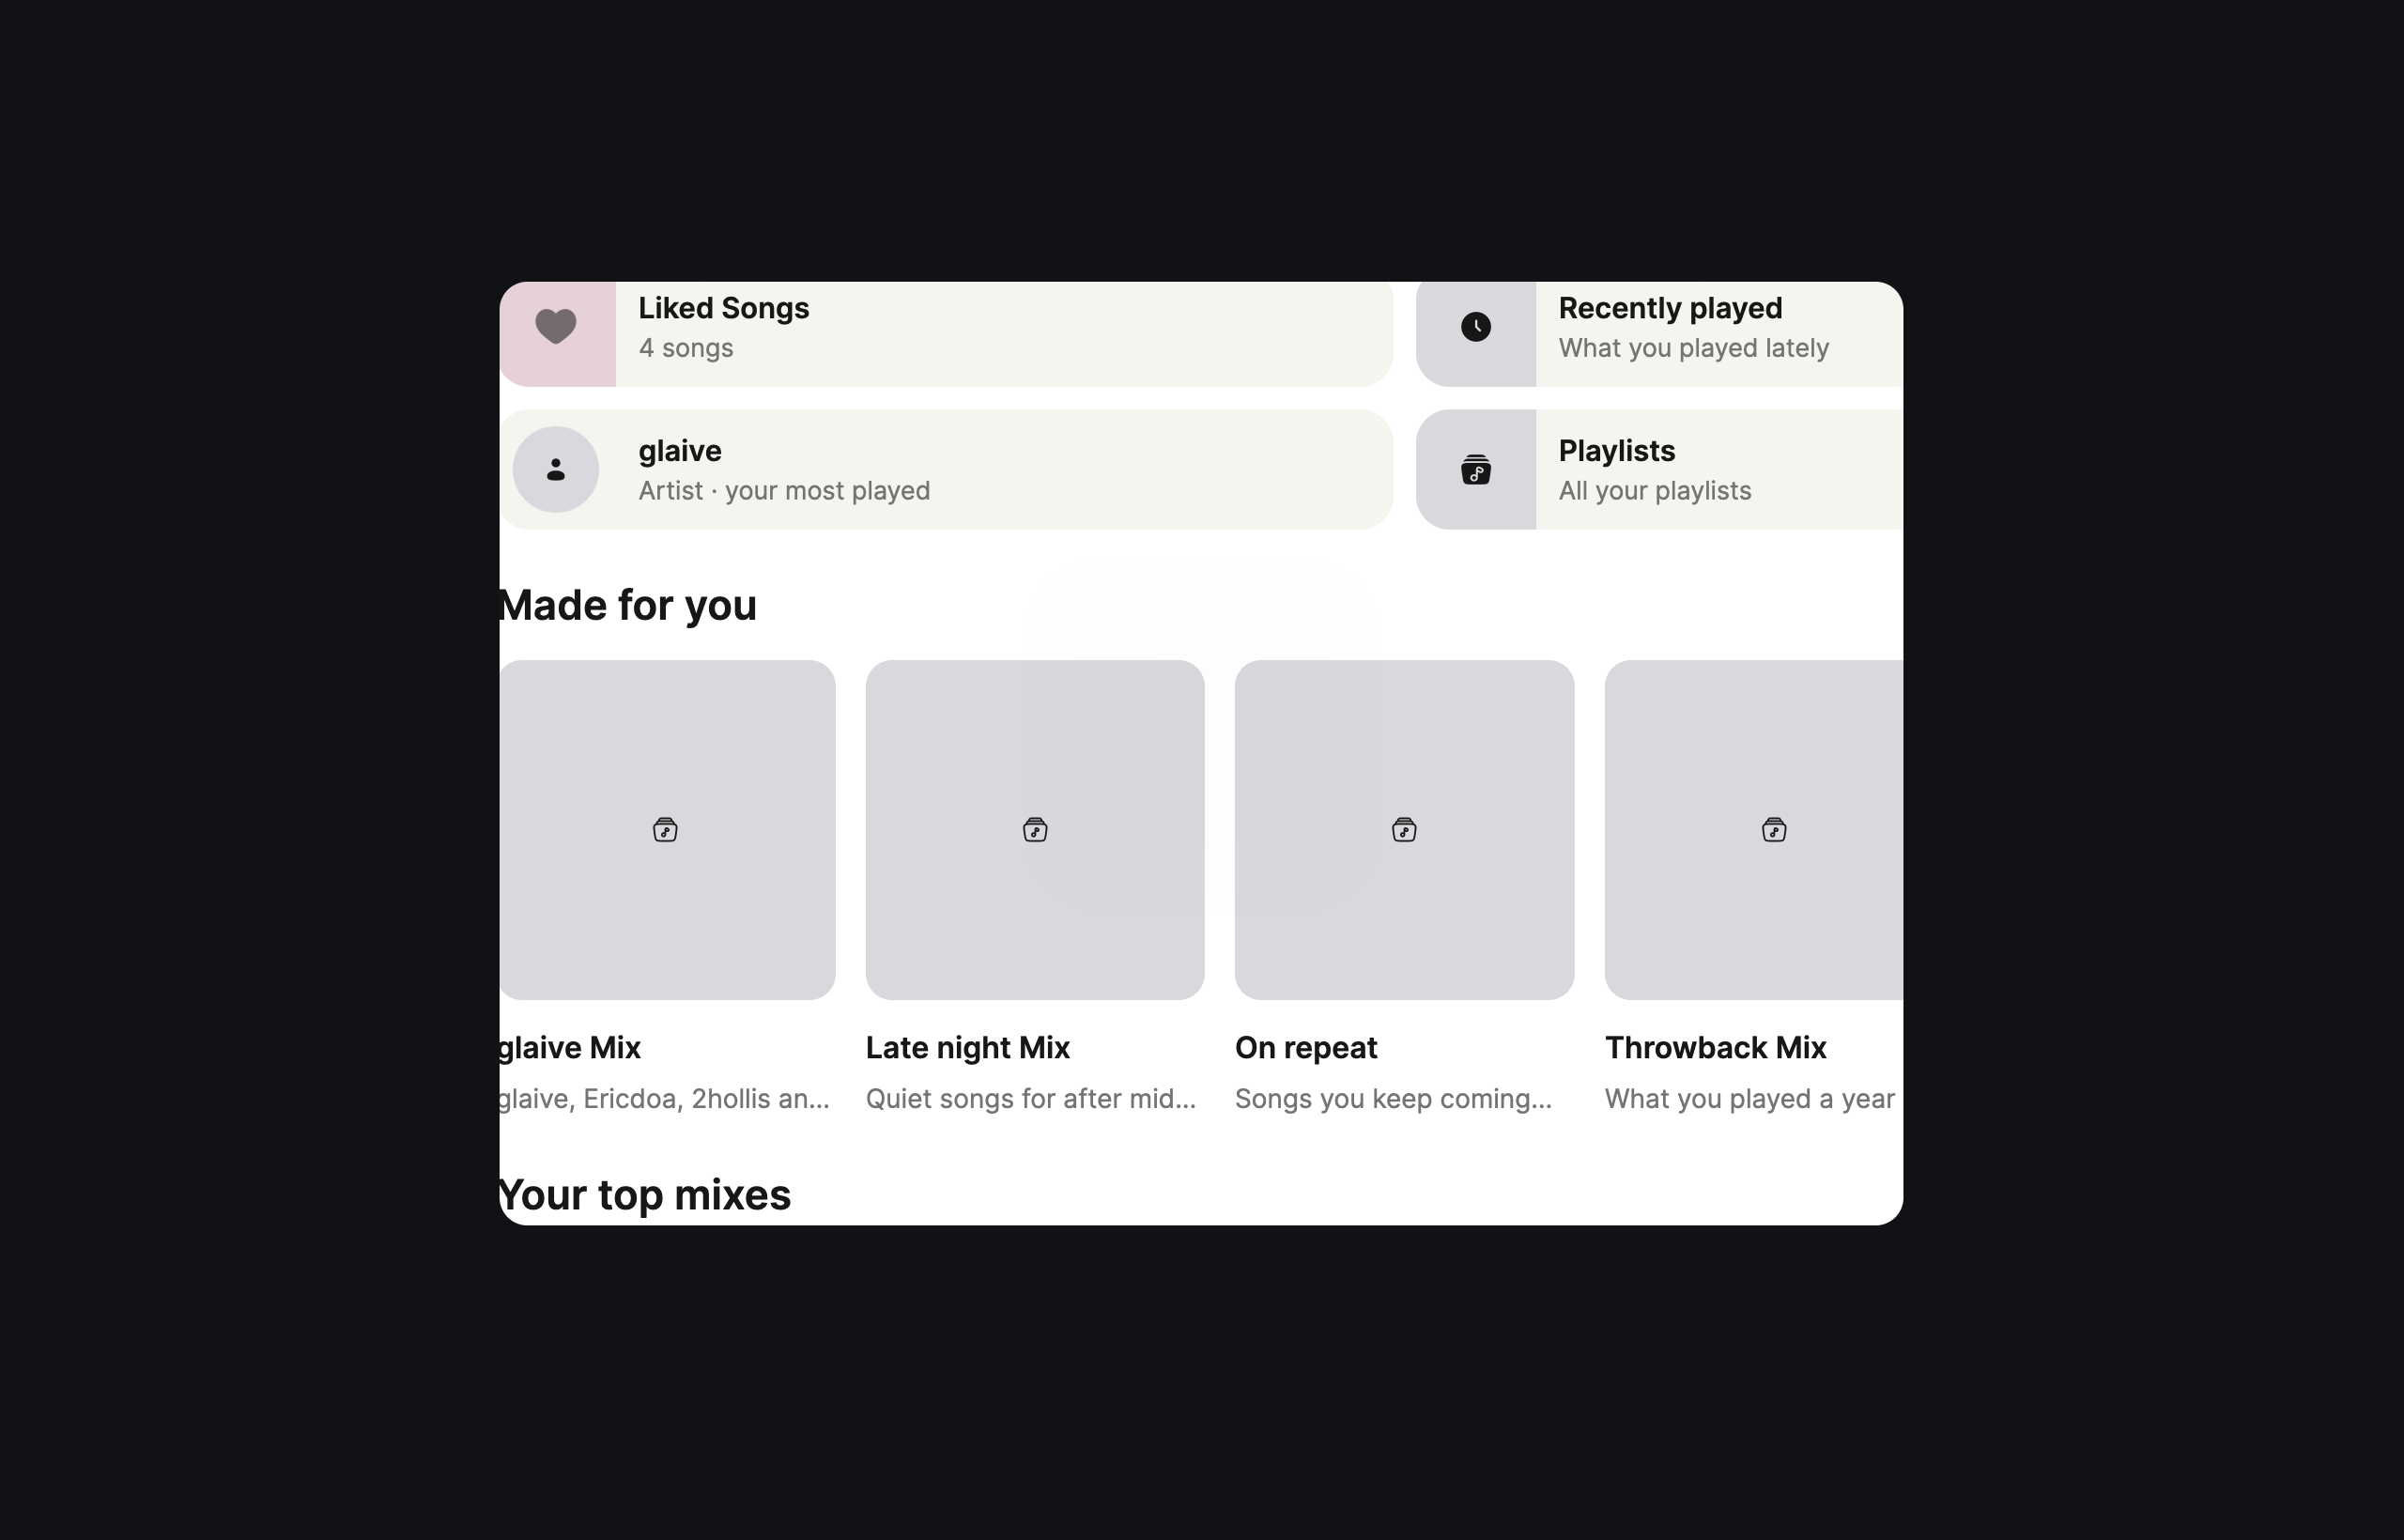 Liked Songs
4 songs
Recently played
What you played lately
glaive
Artist · your most played
Playlists
All your playlists
Made for you
glaive Mix
glaive, Ericdoa, 2hollis an...
Late night Mix
Quiet songs for after mid...
On repeat
Songs you keep coming...
Throwback Mix
What you played a year
Your top mixes